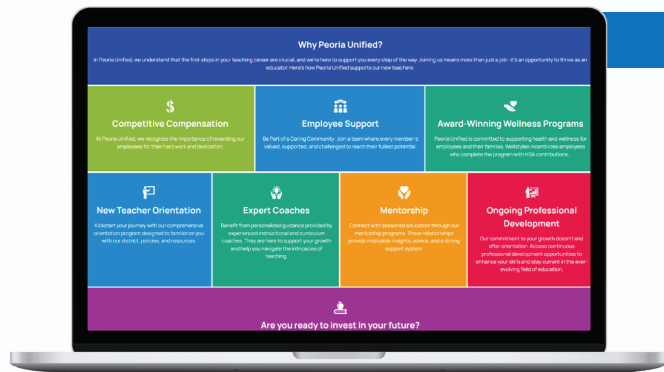 Why Peoria Unified?
In Peoria Unified, we understand that the first steps in your teaching career are crucial, and we're here to support you every step of the way. Joining us means more than just a job - it's an opportunity to thrive as an
educator. Here's how Peoria Unified supports our new teachers:
Competitive Compensation
At Peoria Unified, we recognize the importance of rewarding our
employees for their hard work and dedication.
Employee Support
Be Part of a Caring Community: Join a team where every member is
valued, supported, and challenged to reach their fullest potential.
Award-Winning Wellness Programs
Peoria Unified is committed to supporting health and wellness for
employees and their families. Wellstyles incentivizes employees
who complete the program with HSA contributions.
New Teacher Orientation
Kickstart your journey with our comprehensive
orientation program designed to familiarize you
with our district, policies, and resources.
Expert Coaches
Benefit from personalized guidance provided by
experienced instructional and curriculum
coaches. They are here to support your growth
and help you navigate the intricacies of
teaching.
Mentorship
Connect with seasoned educators through our
mentorship programs. These relationships
provide invaluable insights, advice, and a strong
support system.
Ongoing Professional
Development
Our commitment to your growth doesn't end
after orientation. Access continuous
professional development opportunities to
enhance your skills and stay current in the ever-
evolving field of education.
Are you ready to invest in your future?